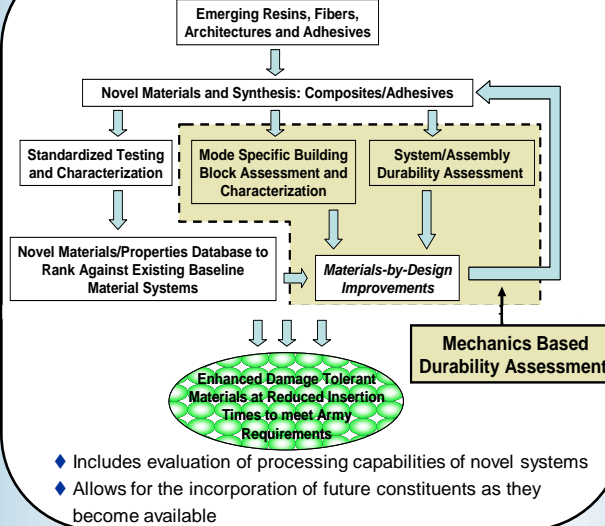 Emerging Resins, Fibers,
Architectures and Adhesives
Novel Materials and Synthesis: Composites/Adhesives
Standardized Testing
and Characterization
Mode Specific Building
Block Assessment and
Characterization
System/Assembly
Durability Assessment
Novel Materials/Properties Database to
Rank Against Existing Baseline
Material Systems
Materials-by-Design
Improvements
Mechanics Based
Durability Assessment
Enhanced Damage Tolerant
Materials at Reduced Insertion
Times to meet Army
Requirements
♦ Includes evaluation of processing capabilities of novel systems
♦ Allows for the incorporation of future constituents as they
become available